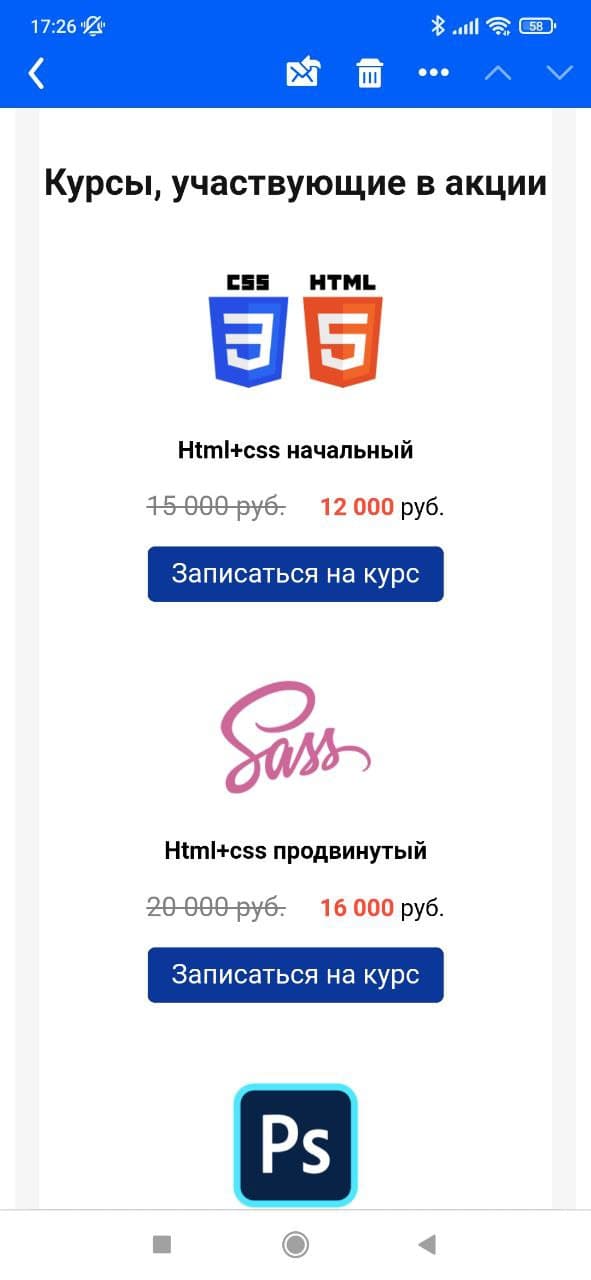 17:26
58
Курсы, участвующие в акции
CSS HTML
3 5
Html+css начальный
15 000 руб. 12 000 руб.
Записаться на курс
Sass
Html+css продвинутый
20 000 руб. 16 000 руб.
Записаться на курс
Ps